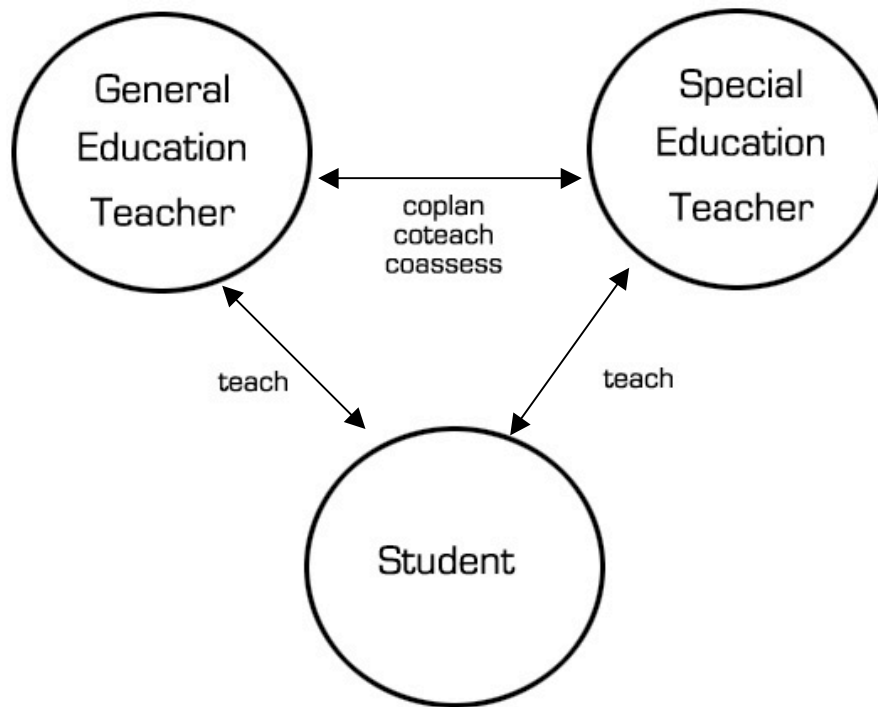 General
Education
Teacher
Special
Education
Teacher
coplan
coteach
coassess
teach
teach
Student